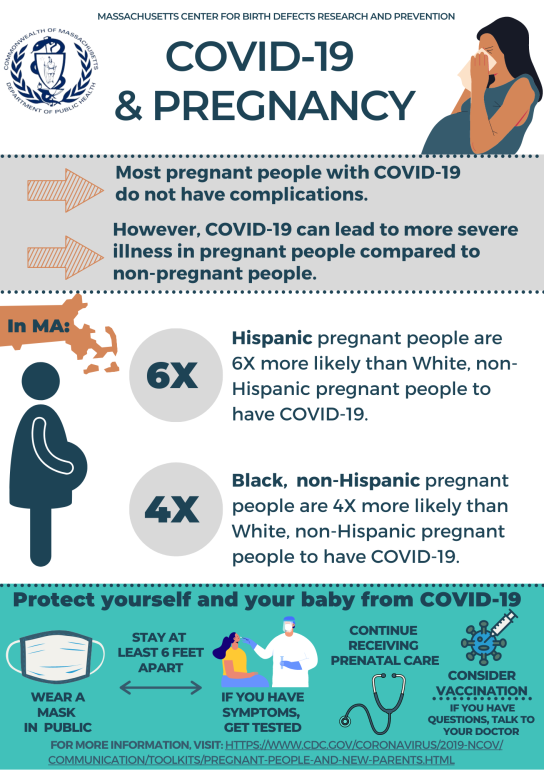 MASSACHUSETTS CENTER FOR BIRTH DEFECTS RESEARCH AND PREVENTION
COMMONWEALTH OF MASSACHUSETTS
DEPARTMENT OF PUBLIC HEALTH
COVID-19
& PREGNANCY
Most pregnant people with COVID-19
do not have complications.
However, COVID-19 can lead to more severe
illness in pregnant people compared to
non-pregnant people.
In MA:
6X
Hispanic pregnant people are
6X more likely than White, non-
Hispanic pregnant people to
have COVID-19.
4X
Black, non-Hispanic pregnant
people are 4X more likely than
White, non-Hispanic pregnant
people to have COVID-19.
Protect yourself and your baby from COVID-19
WEAR A
MASK
IN PUBLIC
STAY AT
LEAST 6 FEET
APART
IF YOU HAVE
SYMPTOMS,
GET TESTED
CONTINUE
RECEIVING
PRENATAL CARE
CONSIDER
VACCINATION
IF YOU HAVE
QUESTIONS, TALK TO
YOUR DOCTOR
FOR MORE INFORMATION, VISIT: HTTPS://WWW.CDC.GOV/CORONAVIRUS/2019-NCOV/
COMMUNICATION/TOOLKITS/PREGNANT-PEOPLE-AND-NEW-PARENTS.HTML